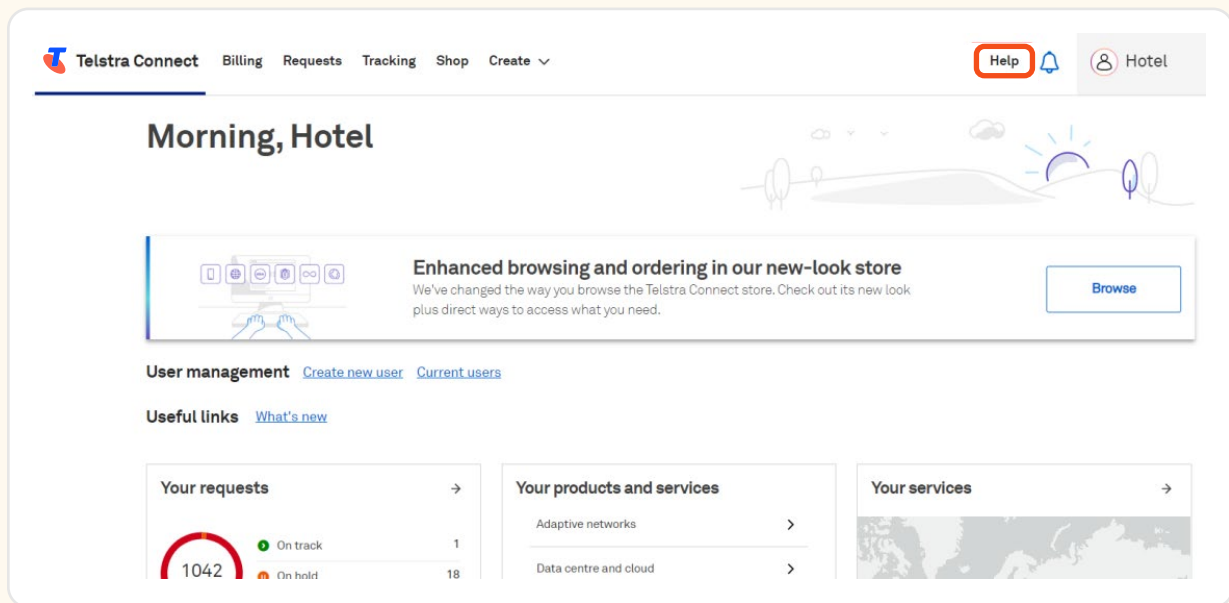 Telstra Connect Billing Requests Tracking Shop Create Help Hotel
Morning, Hotel
Enhanced browsing and ordering in our new-look store
We've changed the way you browse the Telstra Connect store. Check out its new look
plus direct ways to access what you need.
Browse
User management Create new user Current users
Useful links What's new
Your requests
1042
On track 1
On hold 18
Your products and services
Adaptive networks
Data centre and cloud
Your services